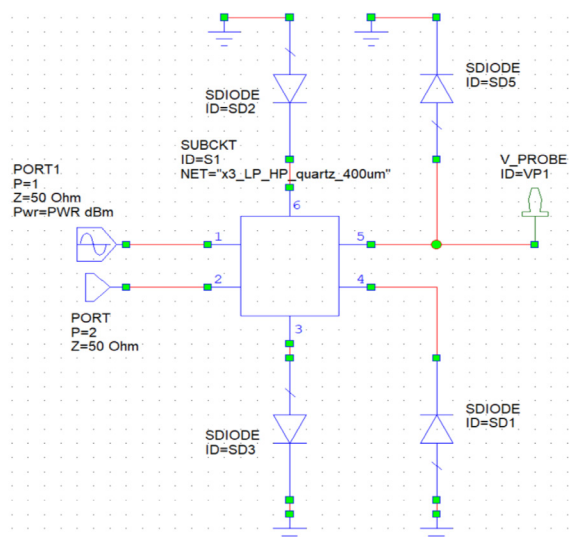 SDIODE
ID=SD5
SDIODE
ID=SD2
SUBCKT
ID=S1
NET="x3_LP_HP_quartz_400um"
V_PROBE
ID=VP1
PORT1
P=1
Z=50 Ohm
Pwr=PWR dBm
6
1
5
2
4
3
PORT
P=2
Z=50 Ohm
SDIODE
ID=SD3
SDIODE
ID=SD1